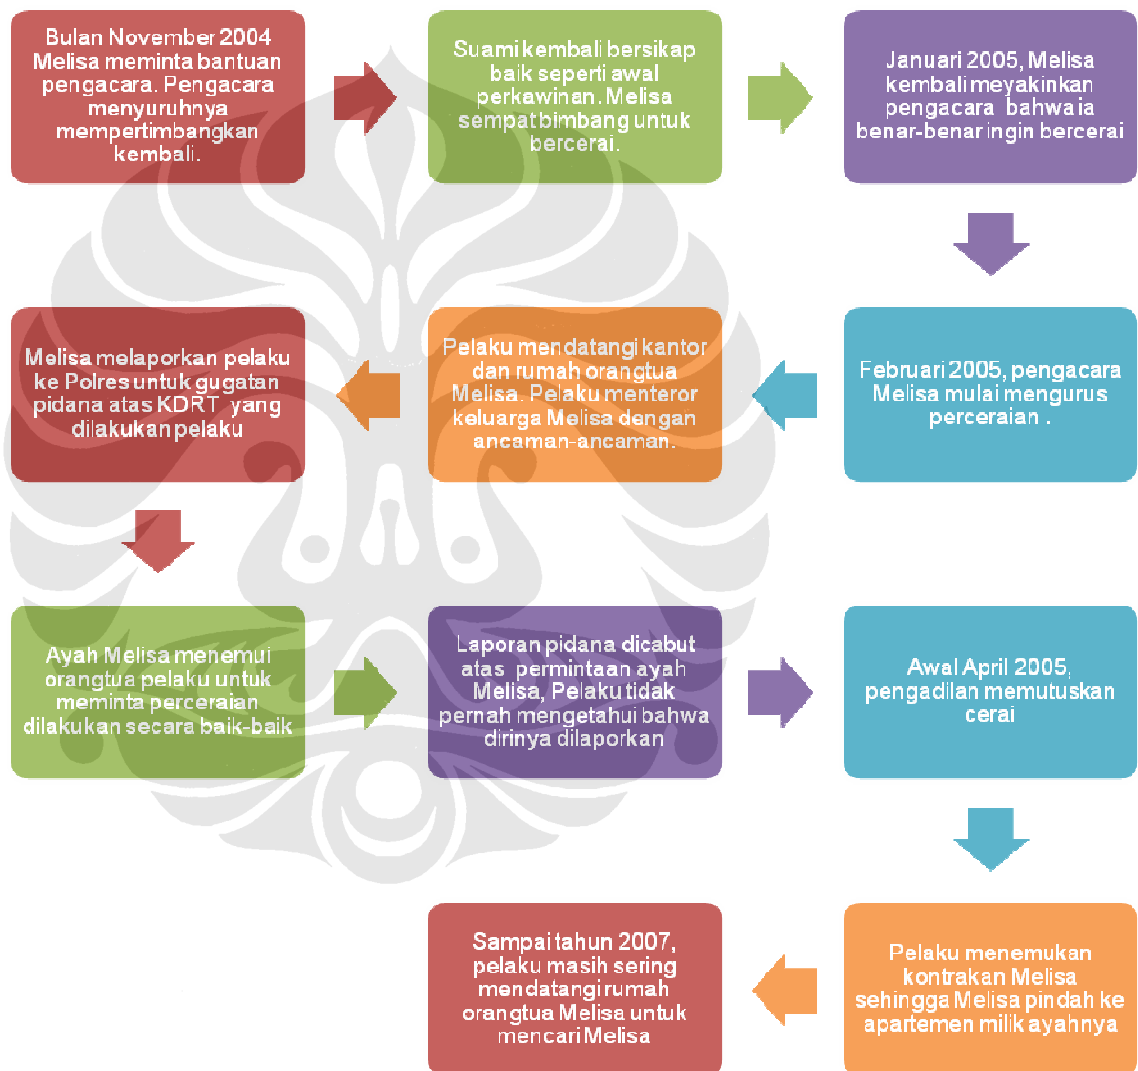 Bulan November 2004
Melisa meminta bantuan
pengacara. Pengacara
menyuruhnya
mempertimbangkan
kembali.
Suami kembali bersikap
baik seperti awal
perkawinan. Melisa
sempat bimbang untuk
bercerai.
Januari 2005, Melisa
kembali meyakinkan
pengacara bahwa ia
benar-benar ingin bercerai
Februari 2005, pengacara
Melisa mulai mengurus
perceraian .
Pelaku mendatangi kantor
dan rumah orangtua
Melisa. Pelaku menteror
keluarga Melisa dengan
ancaman-ancaman.
Melisa melaporkan pelaku
ke Polres untuk gugatan
pidana atas KDRT yang
dilakukan pelaku
Ayah Melisa menemui
orangtua pelaku untuk
meminta perceraian
dilakukan secara baik-baik
Laporan pidana dicabut
atas permintaan ayah
Melisa, Pelaku tidak
pernah mengetahui bahwa
dirinya dilaporkan
Awal April 2005,
pengadilan memutuskan
cerai
Pelaku menemukan
kontrakan Melisa
sehingga Melisa pindah ke
apartemen milik ayahnya
Sampai tahun 2007,
pelaku masih sering
mendatangi rumah
orangtua Melisa untuk
mencari Melisa